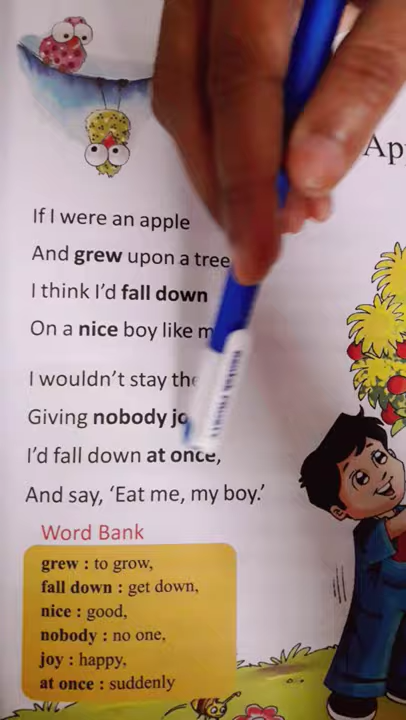 Ap
If I were an apple
And grew upon a tree
I think I'd fall down
On a nice boy like m
I wouldn't stay the
Giving nobody jo
I'd fall down at once,
And say, 'Eat me, my boy.'
Word Bank
grew : to grow,
fall down : get down,
nice : good,
nobody : no one,
joy : happy,
at once : suddenly